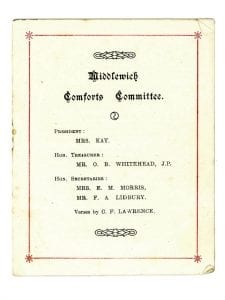 Middlewich
Comforts Committee.
President:
MRS. KAY.
Hon. Treasurer:
MR. O. B. WHITEHEAD, J.P.
Hon. Secretaries:
MRS. E. M. MORRIS,
MR. F. A. LIDBURY.
Verses by C. F. LAWRENCE.